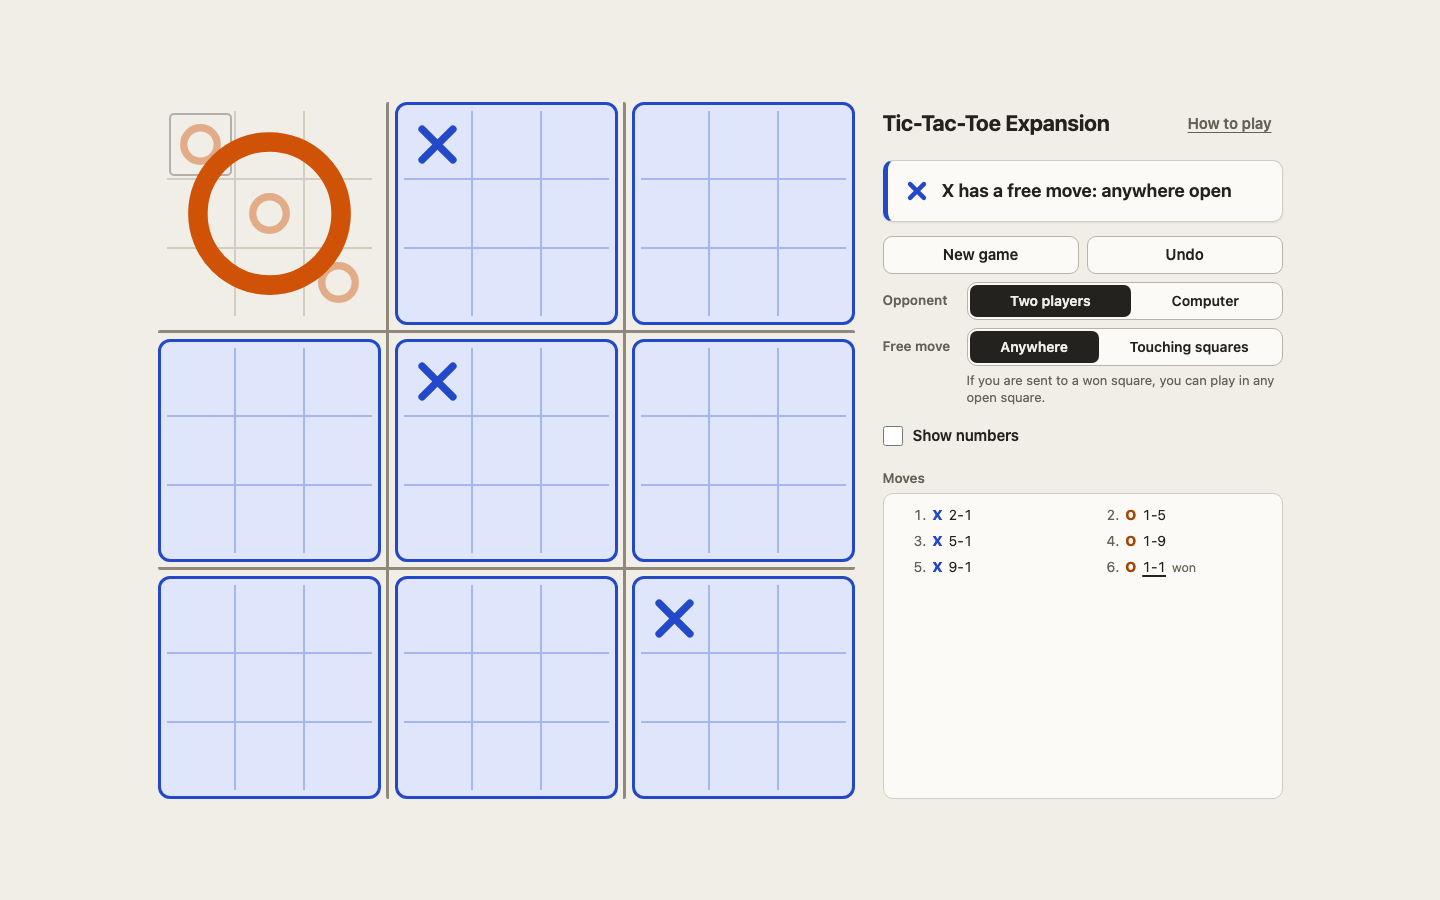 Tic-Tac-Toe Expansion
How to play
X has a free move: anywhere open
New game
Undo
Opponent
Two players
Computer
Free move
Anywhere
Touching squares
If you are sent to a won square, you can play in any
open square.
Show numbers
Moves
1. X 2-1
2. O 1-5
3. X 5-1
4. O 1-9
5. X 9-1
6. O 1-1 won